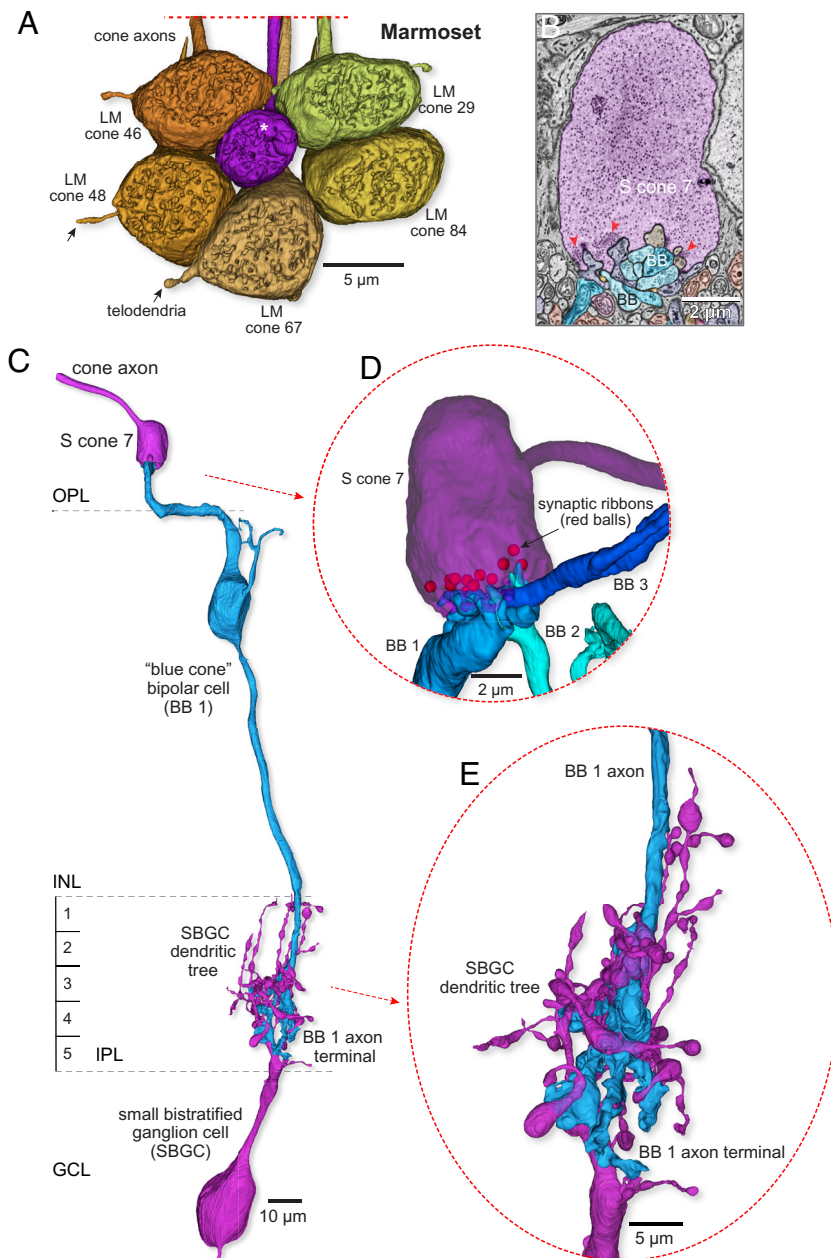 A
Marmoset
cone axons
LM
cone 46
LM
cone 29
LM
cone 48
LM
cone 84
telodendria
LM
cone 67
5 µm
*
B
S cone 7
BB
BB
2 µm
C
cone axon
S cone 7
OPL
"blue cone"
bipolar cell
(BB 1)
INL
1
2
3
4
5
IPL
SBGC
dendritic
tree
BB 1 axon
terminal
small bistratified
ganglion cell
(SBGC)
GCL
10 µm
D
S cone 7
synaptic ribbons
(red balls)
BB 3
BB 2
BB 1
2 µm
E
BB 1 axon
SBGC
dendritic tree
BB 1 axon terminal
5 µm